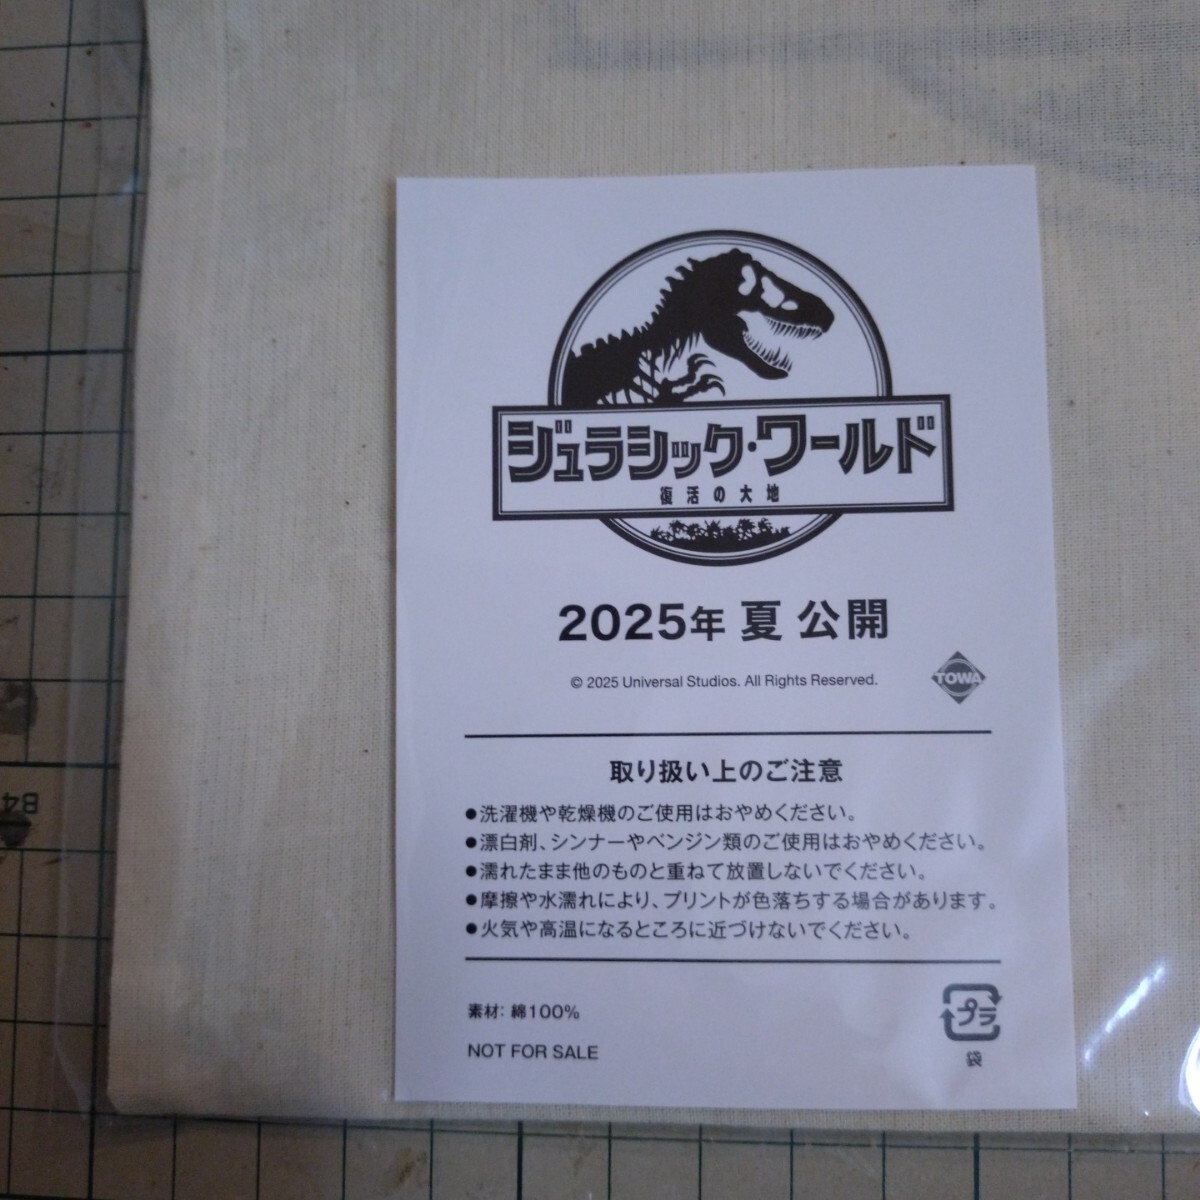 ジュラシック・ワールド
復活の大地
2025年 夏 公開
© 2025 Universal Studios. All Rights Reserved.
TOWA
取り扱い上のご注意
●洗濯機や乾燥機のご使用はおやめください。
●漂白剤、シンナーやベンジン類のご使用はおやめください。
●濡れたまま他のものと重ねて放置しないでください。
●摩擦や水濡れにより、プリントが色落ちする場合があります。
●火気や高温になるところに近づけないでください。
素材: 綿100%
プラ
袋
NOT FOR SALE
B4